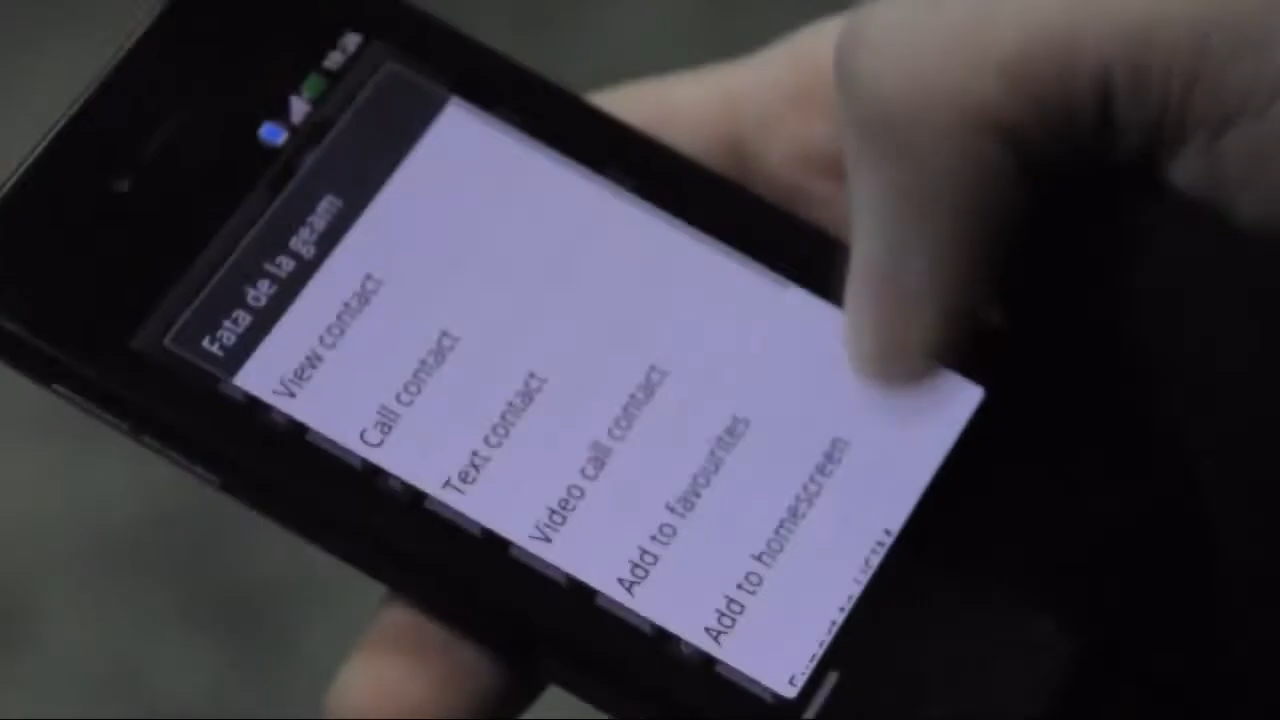 Fata de la geam
View contact
Call contact
Text contact
Video call contact
Add to favourites
Add to homescreen